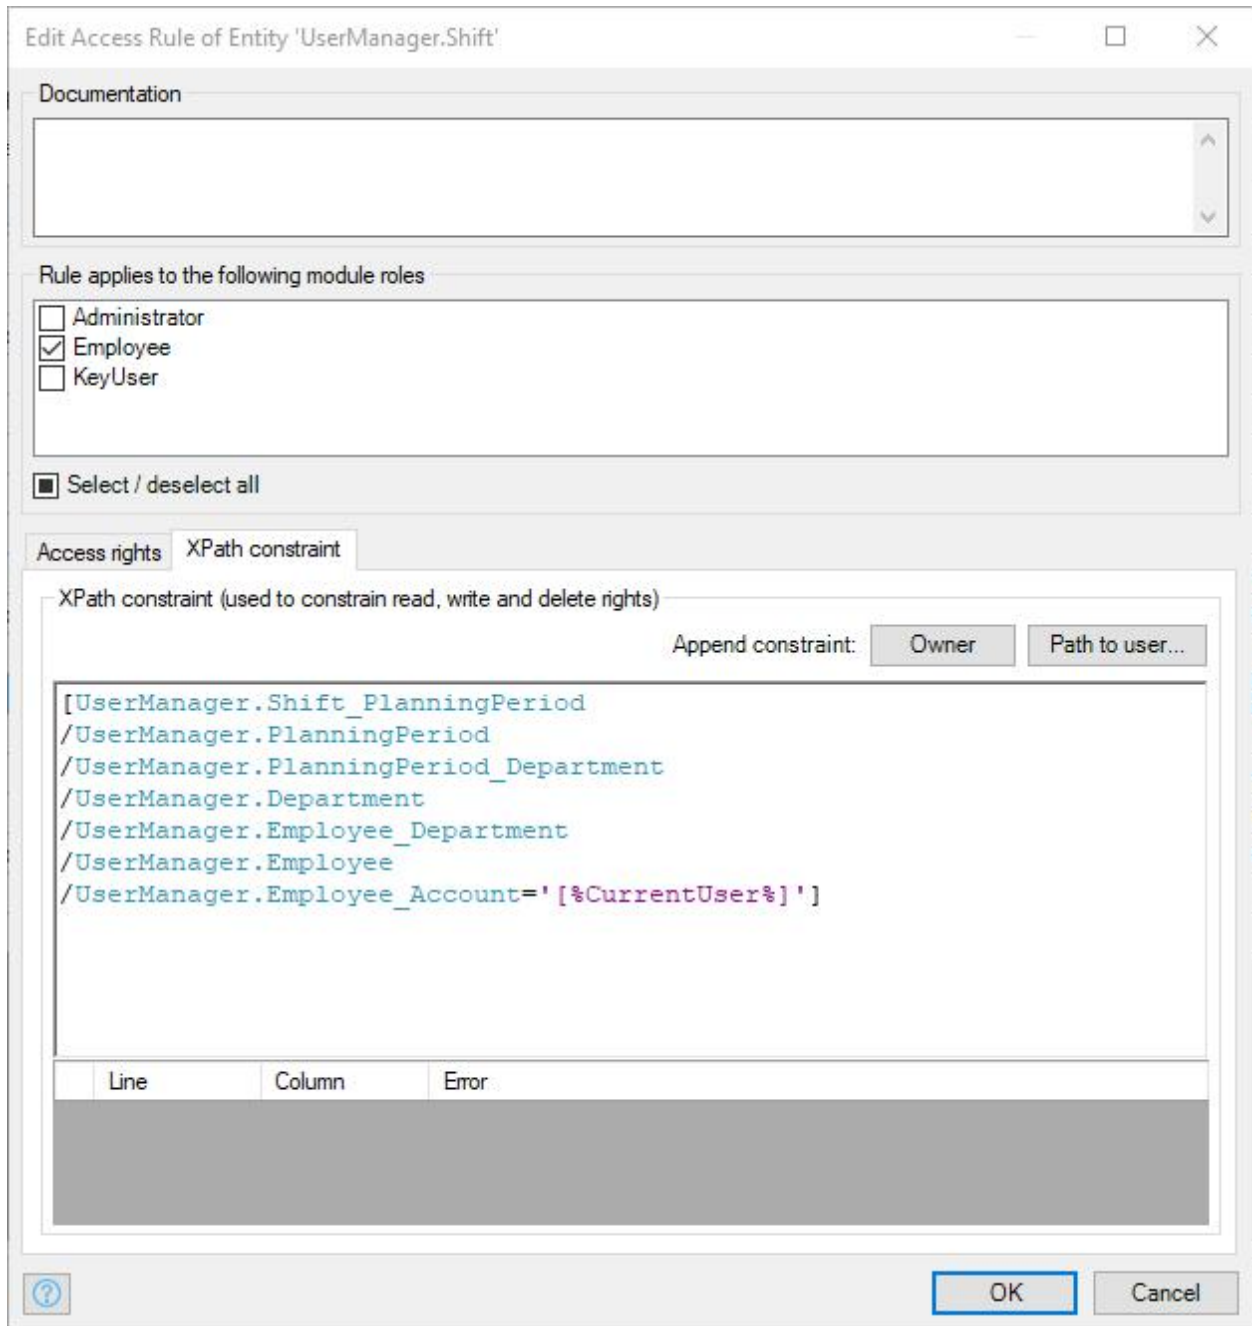 Edit Access Rule of Entity 'UserManager.Shift'
Documentation
Rule applies to the following module roles
Administrator
Employee
KeyUser
Select / deselect all
Access rights XPath constraint
XPath constraint (used to constrain read, write and delete rights)
Append constraint: Owner Path to user...
[UserManager.Shift_PlanningPeriod
/UserManager.PlanningPeriod
/UserManager.PlanningPeriod_Department
/UserManager.Department
/UserManager.Employee_Department
/UserManager.Employee
/UserManager.Employee_Account='[%CurrentUser%]']
Line Column Error
? OK Cancel